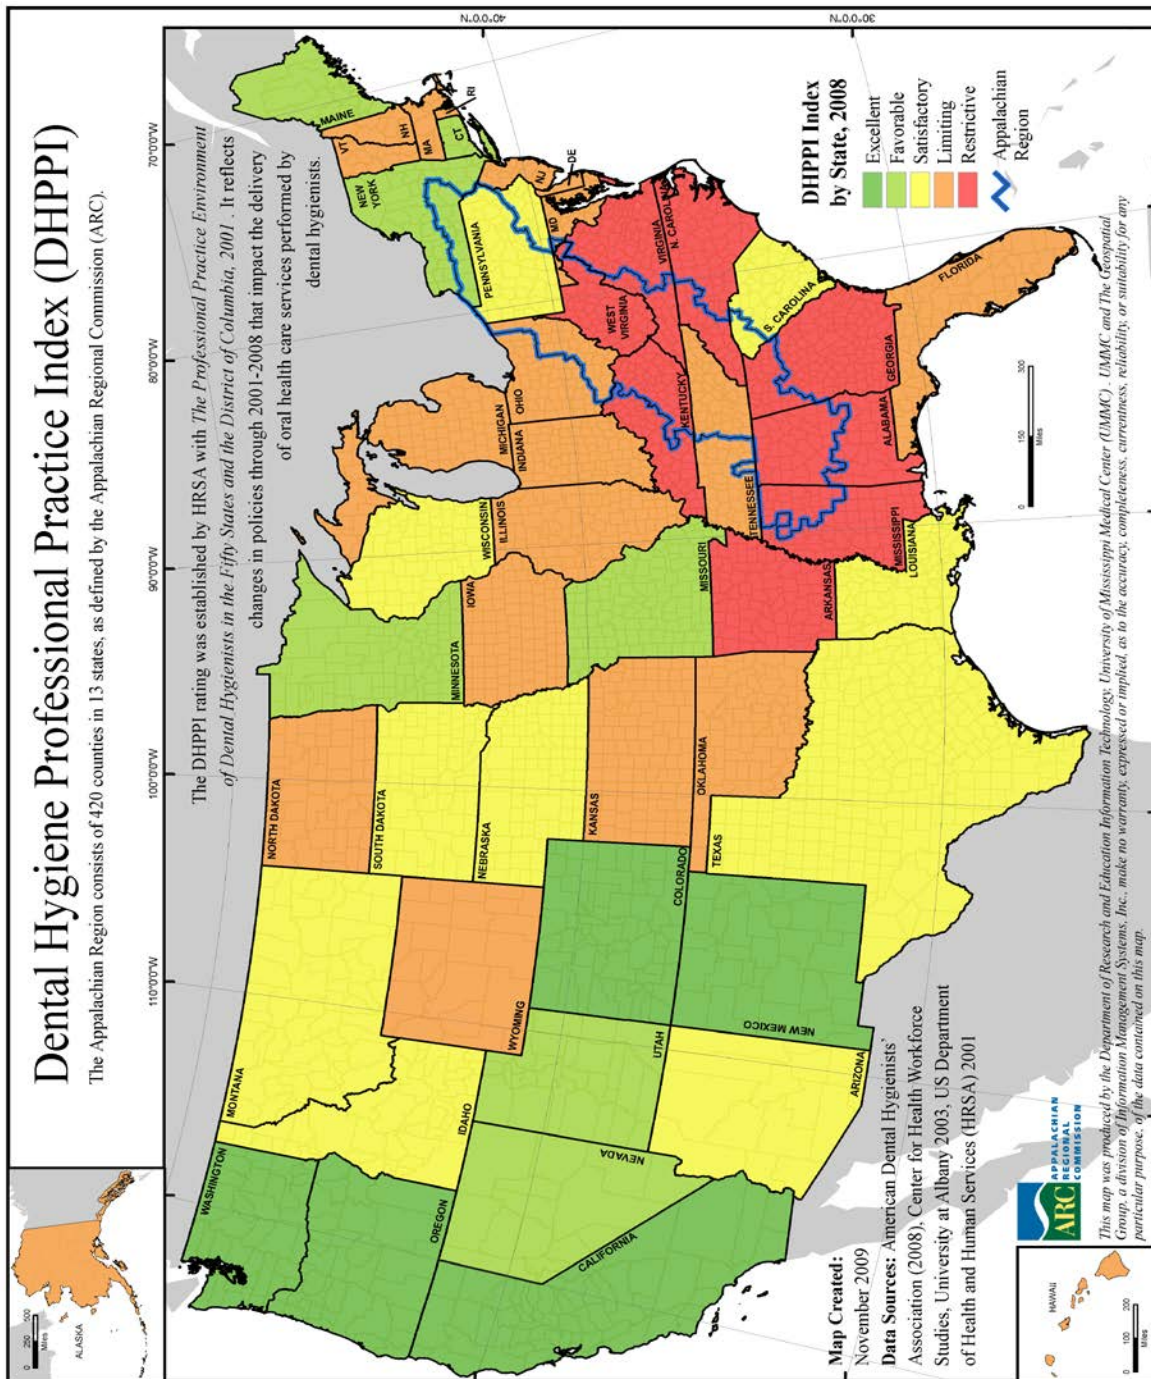 Dental Hygiene Professional Practice Index (DHPPI)
The Appalachian Region consists of 420 counties in 13 states, as defined by the Appalachian Regional Commission (ARC).
110°0'0"W
100°0'0"W
90°0'0"W
80°0'0"W
70°0'0"W
40°0'0"N
30°0'0"N
The DHPPI rating was established by HRSA with The Professional Practice Environment
of Dental Hygienists in the Fifty States and the District of Columbia, 2001 . It reflects
changes in policies through 2001-2008 that impact the delivery
of oral health care services performed by
dental hygienists.
0 250 500
Miles
ALASKA
WASHINGTON
OREGON
CALIFORNIA
NEVADA
IDAHO
MONTANA
WYOMING
UTAH
ARIZONA
COLORADO
NEW MEXICO
NORTH DAKOTA
SOUTH DAKOTA
NEBRASKA
KANSAS
OKLAHOMA
TEXAS
MINNESOTA
IOWA
MISSOURI
ARKANSAS
LOUISIANA
WISCONSIN
ILLINOIS
MICHIGAN
INDIANA
OHIO
KENTUCKY
TENNESSEE
MISSISSIPPI
ALABAMA
GEORGIA
FLORIDA
S. CAROLINA
N. CAROLINA
VIRGINIA
WEST
VIRGINIA
PENNSYLVANIA
NEW
YORK
MD
DE
NJ
CT
RI
MA
NH
VT
MAINE
DHPPI Index
by State, 2008
Excellent
Favorable
Satisfactory
Limiting
Restrictive
Appalachian
Region
0 150 300
Miles
Map Created:
November 2009
Data Sources: American Dental Hygienists'
Association (2008), Center for Health Workforce
Studies, University at Albany 2003, US Department
of Health and Human Services (HRSA) 2001
HAWAII
0 100 200
Miles
ARC
APPALACHIAN
REGIONAL
COMMISSION
This map was produced by the Department of Research and Education Information Technology, University of Mississippi Medical Center (UMMC) . UMMC and The Geospatial
Group, a division of Information Management Systems, Inc., make no warranty, expressed or implied, as to the accuracy, completeness, currentness, reliability, or suitability for any
particular purpose, of the data contained on this map.